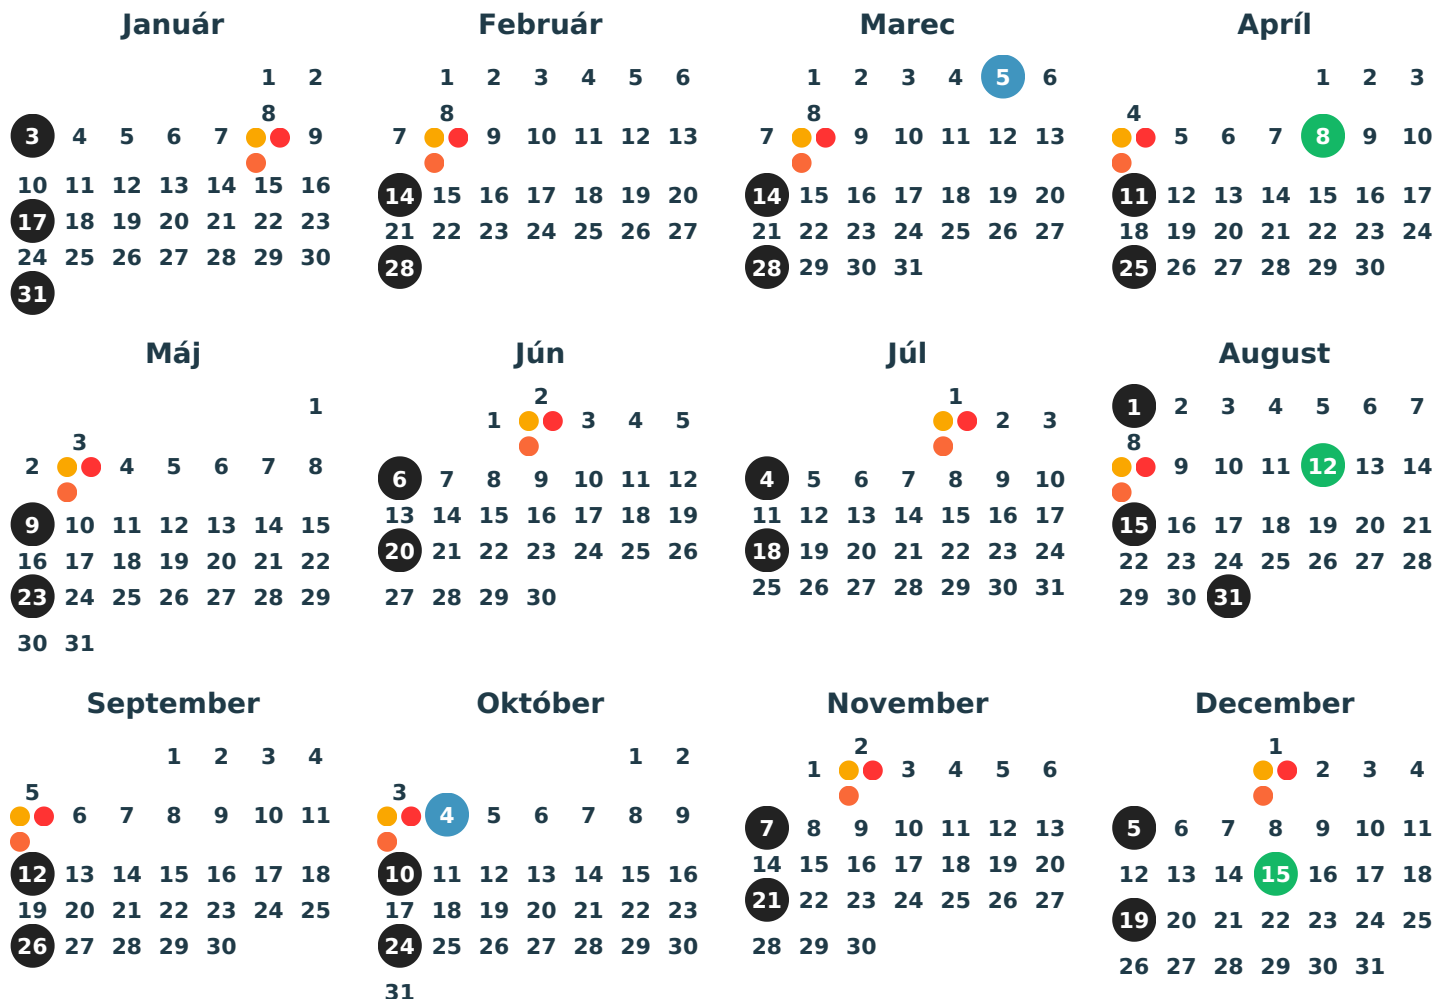 Január
1 2
3 4 5 6 7 8 9
10 11 12 13 14 15 16
17 18 19 20 21 22 23
24 25 26 27 28 29 30
31
Február
1 2 3 4 5 6
7 8 9 10 11 12 13
14 15 16 17 18 19 20
21 22 23 24 25 26 27
28
Marec
1 2 3 4 5 6
7 8 9 10 11 12 13
14 15 16 17 18 19 20
21 22 23 24 25 26 27
28 29 30 31
Apríl
1 2 3
4 5 6 7 8 9 10
11 12 13 14 15 16 17
18 19 20 21 22 23 24
25 26 27 28 29 30
Máj
1
2 3 4 5 6 7 8
9 10 11 12 13 14 15
16 17 18 19 20 21 22
23 24 25 26 27 28 29
30 31
Jún
1 2 3 4 5
6 7 8 9 10 11 12
13 14 15 16 17 18 19
20 21 22 23 24 25 26
27 28 29 30
Júl
1 2 3
4 5 6 7 8 9 10
11 12 13 14 15 16 17
18 19 20 21 22 23 24
25 26 27 28 29 30 31
August
1 2 3 4 5 6 7
8 9 10 11 12 13 14
15 16 17 18 19 20 21
22 23 24 25 26 27 28
29 30 31
September
1 2 3 4
5 6 7 8 9 10 11
12 13 14 15 16 17 18
19 20 21 22 23 24 25
26 27 28 29 30
Október
1 2
3 4 5 6 7 8 9
10 11 12 13 14 15 16
17 18 19 20 21 22 23
24 25 26 27 28 29 30
31
November
1 2 3 4 5 6
7 8 9 10 11 12 13
14 15 16 17 18 19 20
21 22 23 24 25 26 27
28 29 30
December
1 2 3 4
5 6 7 8 9 10 11
12 13 14 15 16 17 18
19 20 21 22 23 24 25
26 27 28 29 30 31